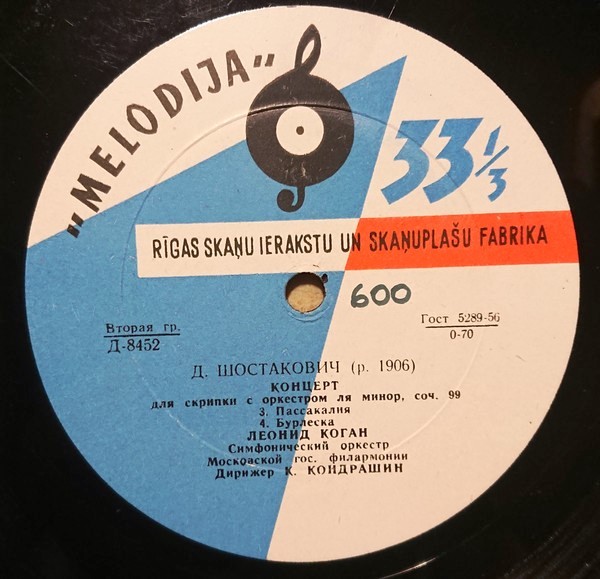 „MELODIJA”
33 1/3
RĪGAS SKAŅU IERAKSTU UN SKAŅUPLAŠU FABRIKA
600
Вторая гр.
Д-8452
Гост 5289-56
0-70
Д. ШОСТАКОВИЧ (р. 1906)
КОНЦЕРТ
для скрипки с оркестром ля минор, соч. 99
3. Пассакалия
4. Бурлеска
ЛЕОНИД КОГАН
Симфонический оркестр
Московской гос. филармонии
Дирижер К. КОНДРАШИН